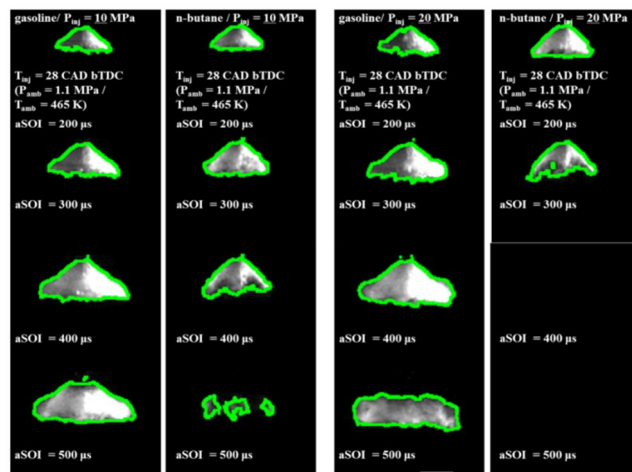 gasoline/ Pinj = 10 MPa
Tinj = 28 CAD bTDC
(Pamb = 1.1 MPa /
Tamb = 465 K)
aSOI = 200 μs
aSOI = 300 μs
aSOI = 400 μs
aSOI = 500 μs
n-butane / Pinj = 10 MPa
Tinj = 28 CAD bTDC
(Pamb = 1.1 MPa /
Tamb = 465 K)
aSOI = 200 μs
aSOI = 300 μs
aSOI = 400 μs
aSOI = 500 μs
gasoline/ Pinj = 20 MPa
Tinj = 28 CAD bTDC
(Pamb = 1.1 MPa /
Tamb = 465 K)
aSOI = 200 μs
aSOI = 300 μs
aSOI = 400 μs
aSOI = 500 μs
n-butane / Pinj = 20 MPa
Tinj = 28 CAD bTDC
(Pamb = 1.1 MPa /
Tamb = 465 K)
aSOI = 200 μs
aSOI = 300 μs
aSOI = 400 μs
aSOI = 500 μs